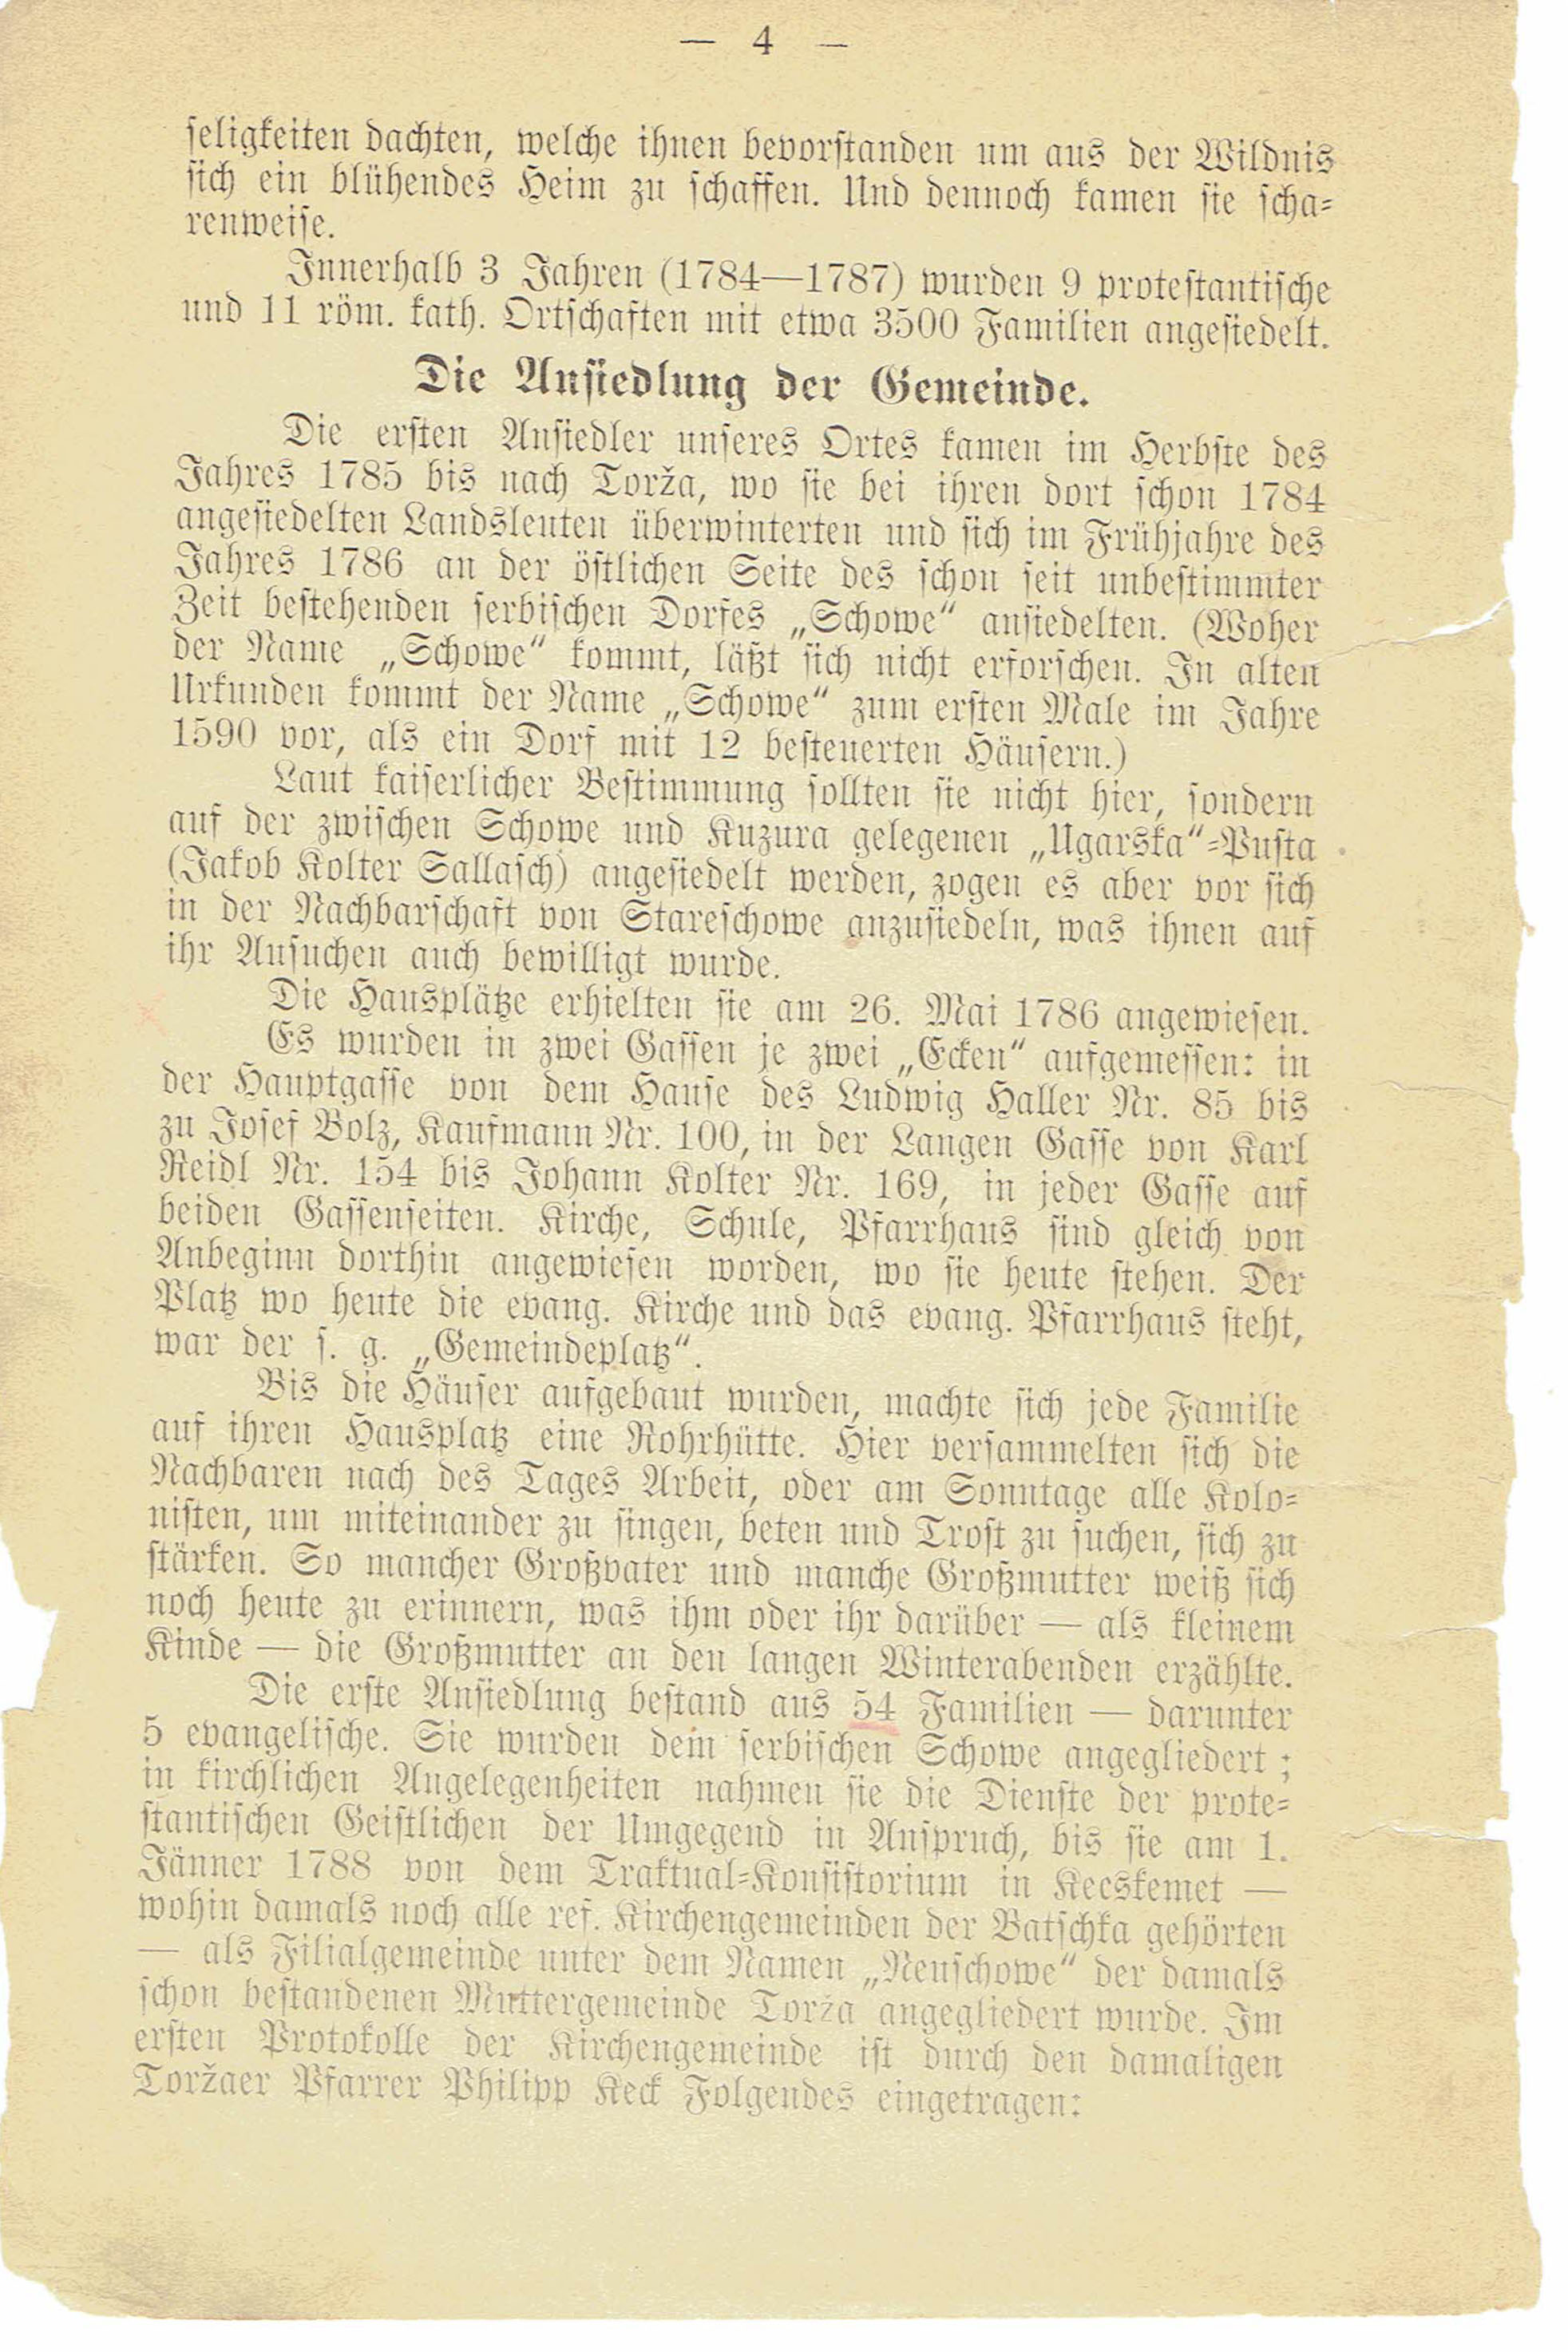 — 4 —
seligkeiten dachten, welche ihnen bevorstanden um aus der Wildnis
sich ein blühendes Heim zu schaffen. Und dennoch kamen sie scha-
renweise.
Innerhalb 3 Jahren (1784—1787) wurden 9 protestantische
und 11 röm. kath. Ortschaften mit etwa 3500 Familien angesiedelt.
Die Ansiedlung der Gemeinde.
Die ersten Ansiedler unseres Ortes kamen im Herbste des
Jahres 1785 bis nach Torža, wo sie bei ihren dort schon 1784
angesiedelten Landsleuten überwinterten und sich im Frühjahre des
Jahres 1786 an der östlichen Seite des schon seit unbestimmter
Zeit bestehenden serbischen Dorfes „Schowe“ ansiedelten. (Woher
der Name „Schowe“ kommt, läßt sich nicht erforschen. In alten
Urkunden kommt der Name „Schowe“ zum ersten Male im Jahre
1590 vor, als ein Dorf mit 12 besteuerten Häusern.)
Laut kaiserlicher Bestimmung sollten sie nicht hier, sondern
auf der zwischen Schowe und Kuzura gelegenen „Ugarska“-Pusta
(Jakob Kolter Sallasch) angesiedelt werden, zogen es aber vor sich
in der Nachbarschaft von Stareschowe anzusiedeln, was ihnen auf
ihr Ansuchen auch bewilligt wurde.
Die Hausplätze erhielten sie am 26. Mai 1786 angewiesen.
Es wurden in zwei Gassen je zwei „Ecken“ aufgemessen: in
der Hauptgasse von dem Hause des Ludwig Haller Nr. 85 bis
zu Josef Bolz, Kaufmann Nr. 100, in der Langen Gasse von Karl
Reidl Nr. 154 bis Johann Kolter Nr. 169, in jeder Gasse auf
beiden Gassenseiten. Kirche, Schule, Pfarrhaus sind gleich von
Anbeginn dorthin angewiesen worden, wo sie heute stehen. Der
Platz wo heute die evang. Kirche und das evang. Pfarrhaus steht,
war der s. g. „Gemeindeplatz“.
Bis die Häuser aufgebaut wurden, machte sich jede Familie
auf ihren Hausplatz eine Rohrhütte. Hier versammelten sich die
Nachbaren nach des Tages Arbeit, oder am Sonntage alle Kolo-
nisten, um miteinander zu singen, beten und Trost zu suchen, sich zu
stärken. So mancher Großvater und manche Großmutter weiß sich
noch heute zu erinnern, was ihm oder ihr darüber — als kleinem
Kinde — die Großmutter an den langen Winterabenden erzählte.
Die erste Ansiedlung bestand aus 54 Familien — darunter
5 evangelische. Sie wurden dem serbischen Schowe angegliedert;
in kirchlichen Angelegenheiten nahmen sie die Dienste der prote-
stantischen Geistlichen der Umgegend in Anspruch, bis sie am 1.
Jänner 1788 von dem Traktual-Konsistorium in Kecskemet —
wohin damals noch alle ref. Kirchengemeinden der Batschka gehörten
— als Filialgemeinde unter dem Namen „Neuschowe“ der damals
schon bestandenen Muttergemeinde Torža angegliedert wurde. Im
ersten Protokolle der Kirchengemeinde ist durch den damaligen
Toržaer Pfarrer Philipp Keck Folgendes eingetragen: